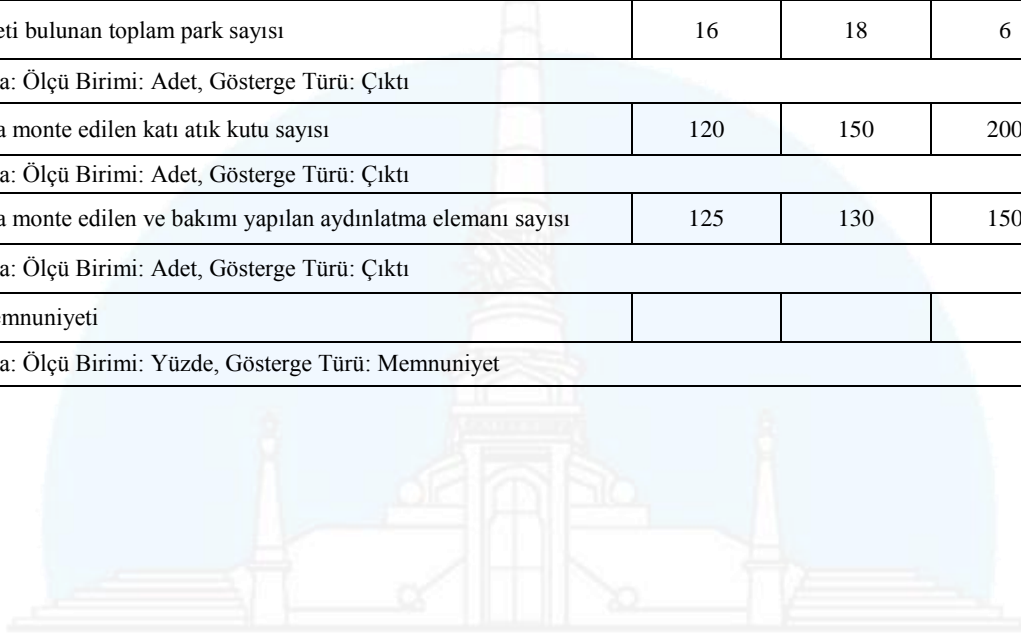 eti bulunan toplam park sayısı 16 18 6
a: Ölçü Birimi: Adet, Gösterge Türü: Çıktı
a monte edilen katı atık kutu sayısı 120 150 200
a: Ölçü Birimi: Adet, Gösterge Türü: Çıktı
a monte edilen ve bakımı yapılan aydınlatma elemanı sayısı 125 130 150
a: Ölçü Birimi: Adet, Gösterge Türü: Çıktı
emnuniyeti
a: Ölçü Birimi: Yüzde, Gösterge Türü: Memnuniyet